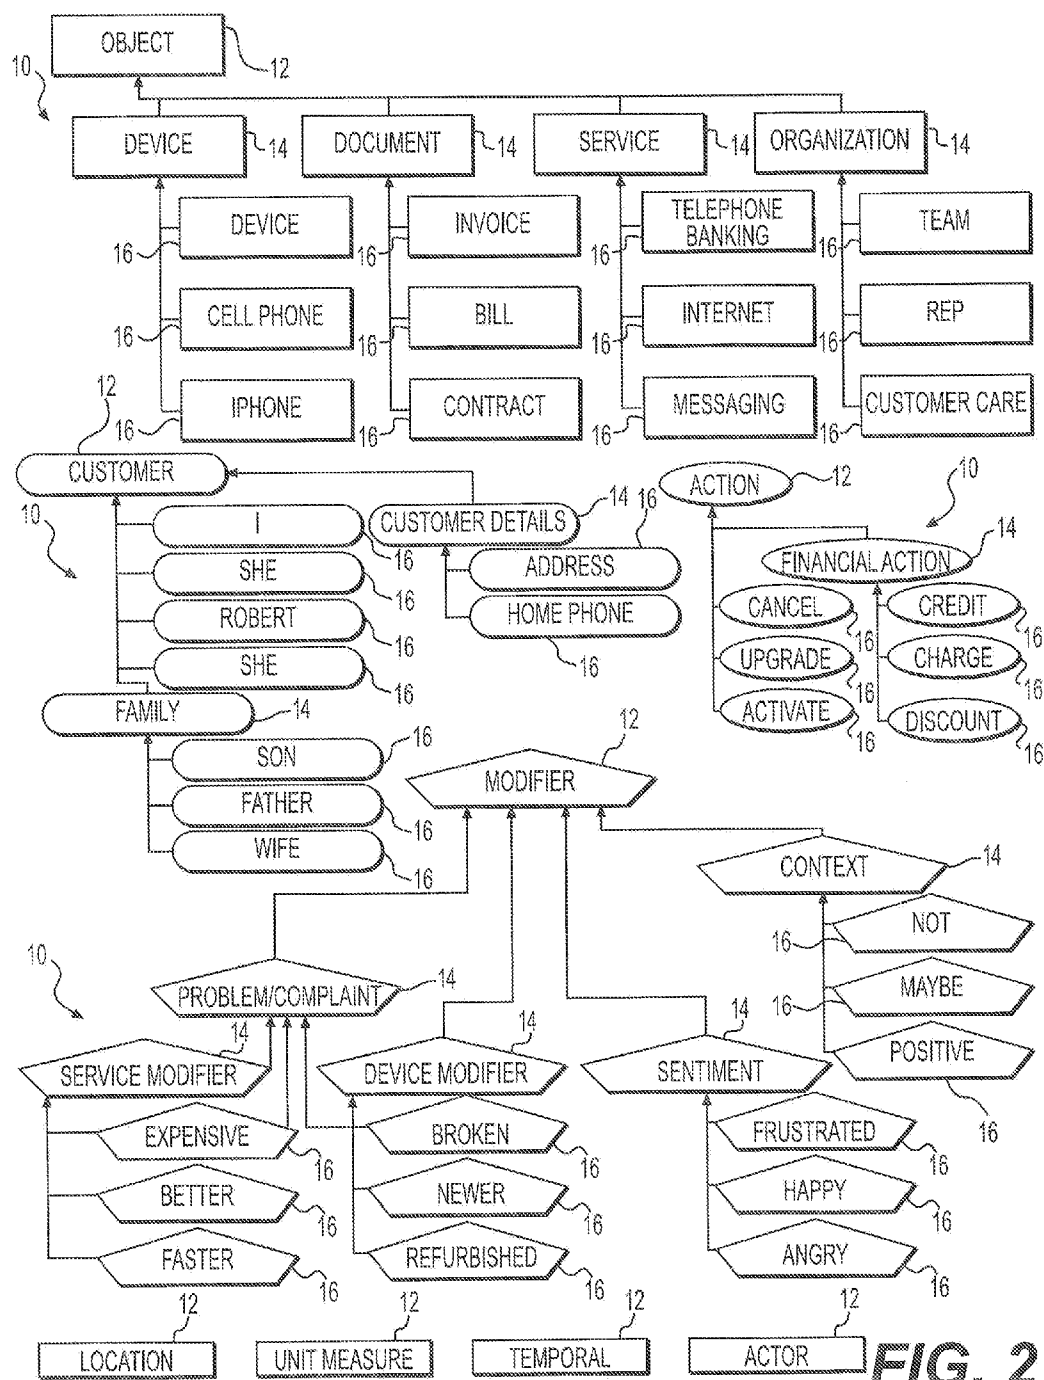 OBJECT
12
10
DEVICE
14
DOCUMENT
14
SERVICE
14
ORGANIZATION
14
DEVICE
16
INVOICE
16
TELEPHONE
BANKING
16
TEAM
16
CELL PHONE
16
BILL
16
INTERNET
16
REP
16
12
IPHONE
16
CONTRACT
16
MESSAGING
16
CUSTOMER CARE
16
CUSTOMER
10
I
16
SHE
16
ROBERT
16
SHE
16
CUSTOMER DETAILS
14
16
ADDRESS
HOME PHONE
16
ACTION
12
10
FINANCIAL ACTION
14
CANCEL
16
CREDIT
16
UPGRADE
16
CHARGE
16
ACTIVATE
16
DISCOUNT
16
FAMILY
14
SON
16
FATHER
16
WIFE
16
12
MODIFIER
CONTEXT
14
NOT
16
MAYBE
16
POSITIVE
16
10
PROBLEM/COMPLAINT
14
SERVICE MODIFIER
14
DEVICE MODIFIER
14
SENTIMENT
14
EXPENSIVE
16
BROKEN
16
FRUSTRATED
16
BETTER
16
NEWER
16
HAPPY
16
FASTER
16
REFURBISHED
16
ANGRY
16
12
LOCATION
12
UNIT MEASURE
12
TEMPORAL
12
ACTOR
FIG. 2